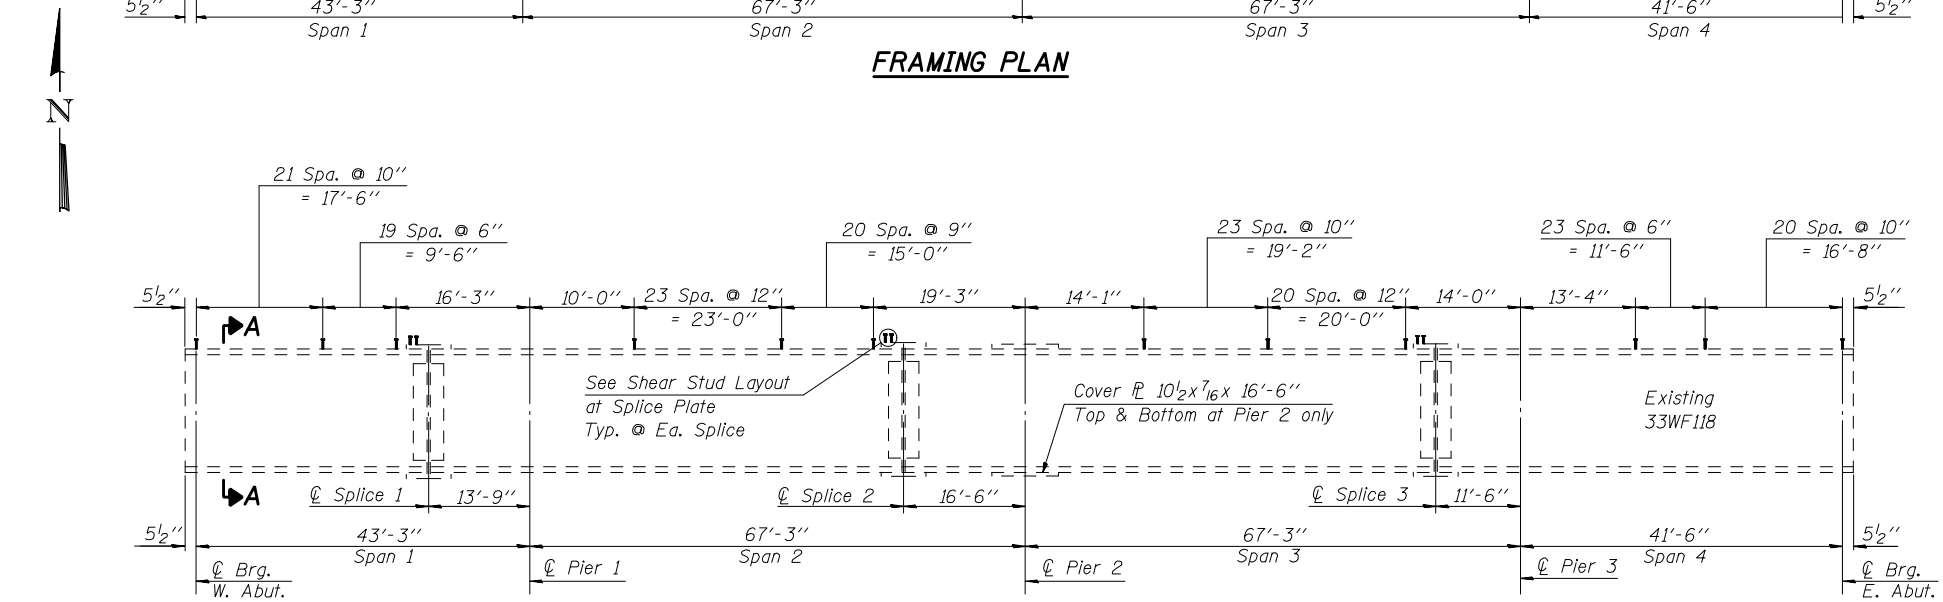 5½" 43'-3" 67'-3" 67'-3" 41'-6" 5½"
Span 1 Span 2 Span 3 Span 4
FRAMING PLAN
N
21 Spa. @ 10"
= 17'-6"
19 Spa. @ 6"
= 9'-6"
20 Spa. @ 9"
= 15'-0"
23 Spa. @ 10"
= 19'-2"
23 Spa. @ 6"
= 11'-6"
20 Spa. @ 10"
= 16'-8"
5½" 16'-3" 10'-0" 23 Spa. @ 12" 19'-3" 14'-1" 20 Spa. @ 12" 14'-0" 13'-4" 5½"
= 23'-0" = 20'-0"
A
See Shear Stud Layout
at Splice Plate
Typ. @ Ea. Splice
Cover ℄ 10½x⁷⁄₁₆x 16'-6"
Top & Bottom at Pier 2 only
Existing
33WF118
A
℄ Splice 1 13'-9" ℄ Splice 2 16'-6" ℄ Splice 3 11'-6"
5½" 43'-3" 67'-3" 67'-3" 41'-6" 5½"
Span 1 Span 2 Span 3 Span 4
℄ Brg.
W. Abut.
℄ Pier 1
℄ Pier 2
℄ Pier 3
℄ Brg.
E. Abut.